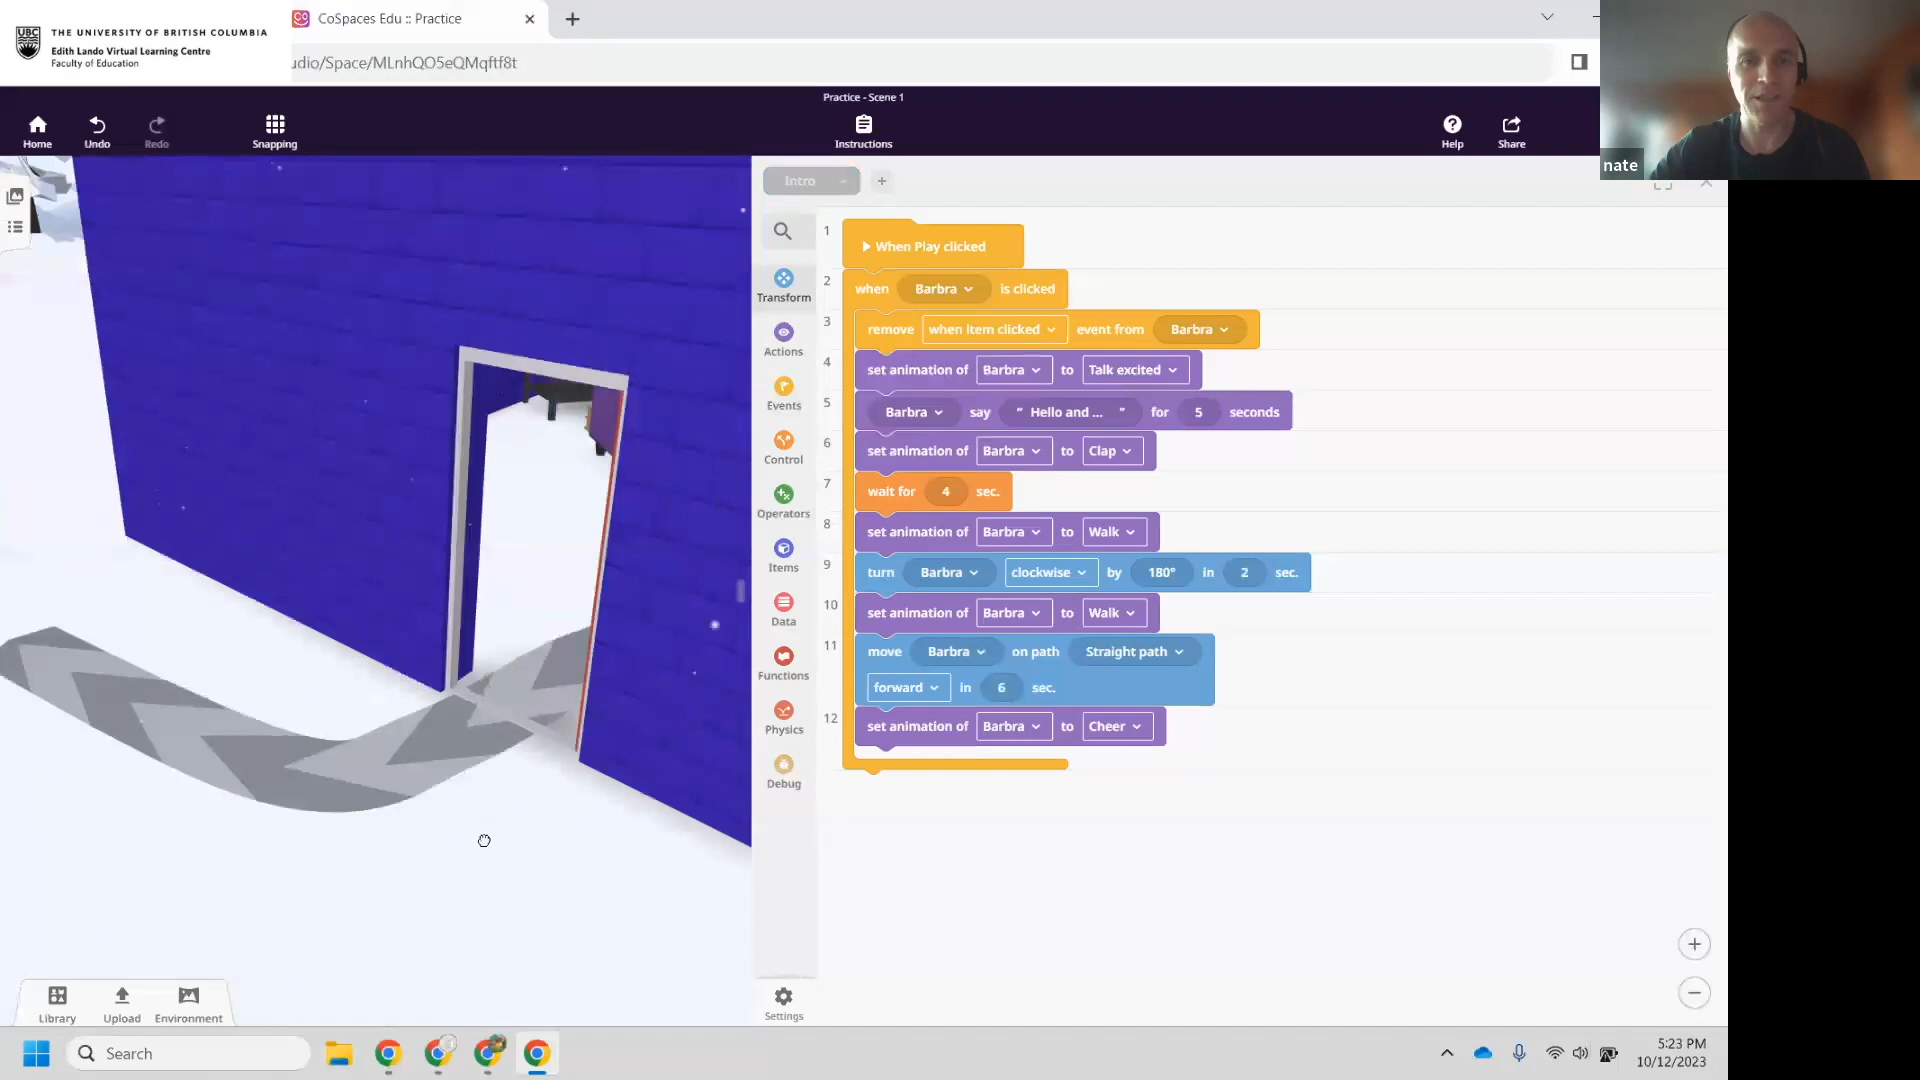 THE UNIVERSITY OF BRITISH COLUMBIA
UBC
Edith Lando Virtual Learning Centre
Faculty of Education
CoSpaces Edu :: Practice
udio/Space/MLnhQO5eQMqftf8t
Practice - Scene 1
Home
Undo
Redo
Snapping
Instructions
Help
Share
nate
Intro
Transform
Actions
Events
Control
Operators
Items
Data
Functions
Physics
Debug
Settings
1 When Play clicked
2 when Barbra is clicked
3 remove when item clicked event from Barbra
4 set animation of Barbra to Talk excited
5 Barbra say “ Hello and ... ” for 5 seconds
6 set animation of Barbra to Clap
7 wait for 4 sec.
8 set animation of Barbra to Walk
9 turn Barbra clockwise by 180° in 2 sec.
10 set animation of Barbra to Walk
11 move Barbra on path Straight path
forward in 6 sec.
12 set animation of Barbra to Cheer
Library
Upload
Environment
Search
5:23 PM
10/12/2023